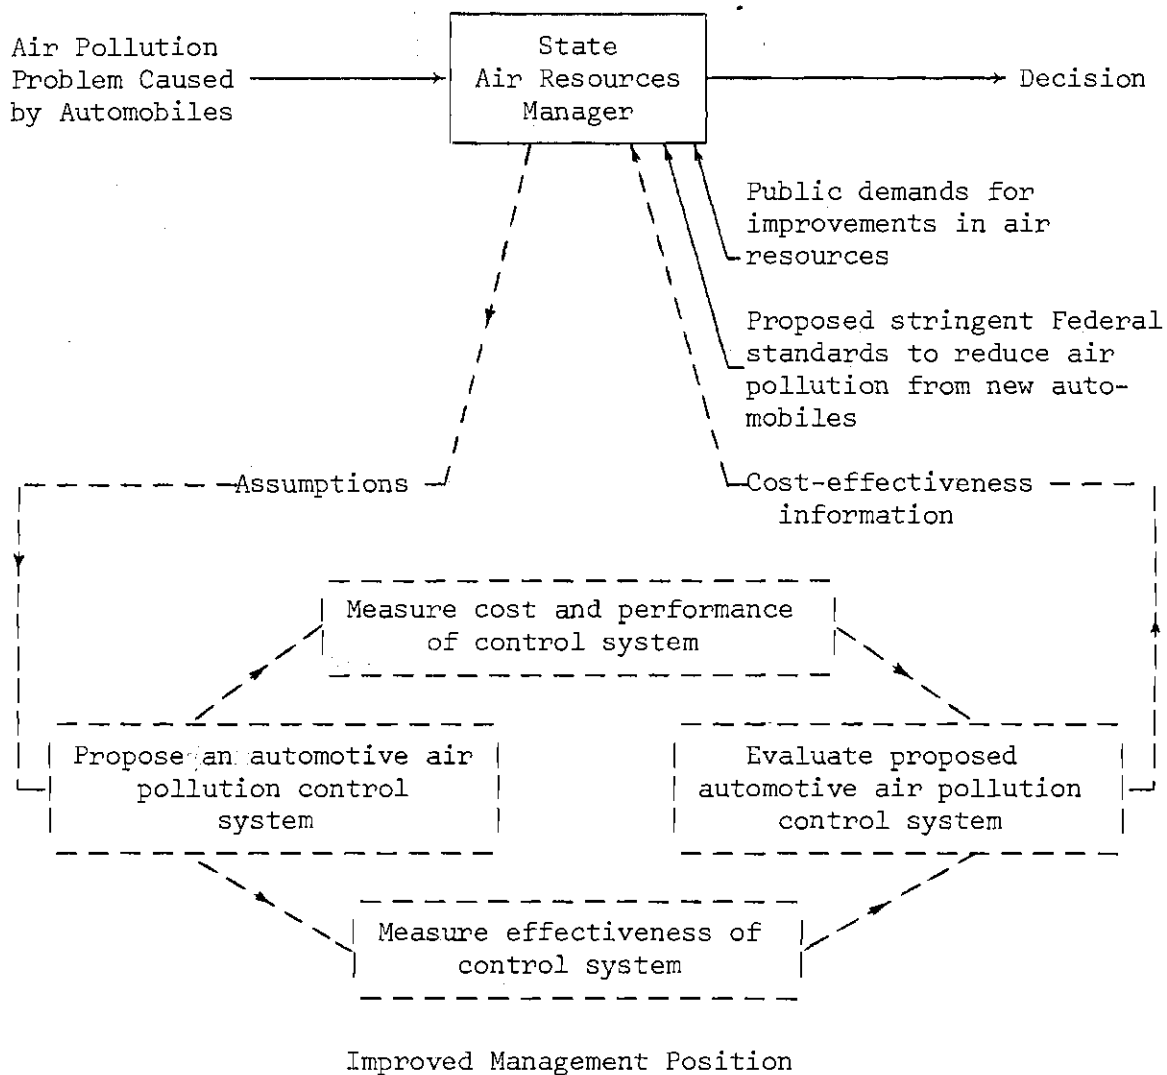 Air Pollution
Problem Caused
by Automobiles
State
Air Resources
Manager
Decision
Public demands for
improvements in air
resources
Proposed stringent Federal
standards to reduce air
pollution from new auto-
mobiles
Assumptions
Cost-effectiveness
information
Measure cost and performance
of control system
Propose an automotive air
pollution control
system
Evaluate proposed
automotive air pollution
control system
Measure effectiveness of
control system
Improved Management Position